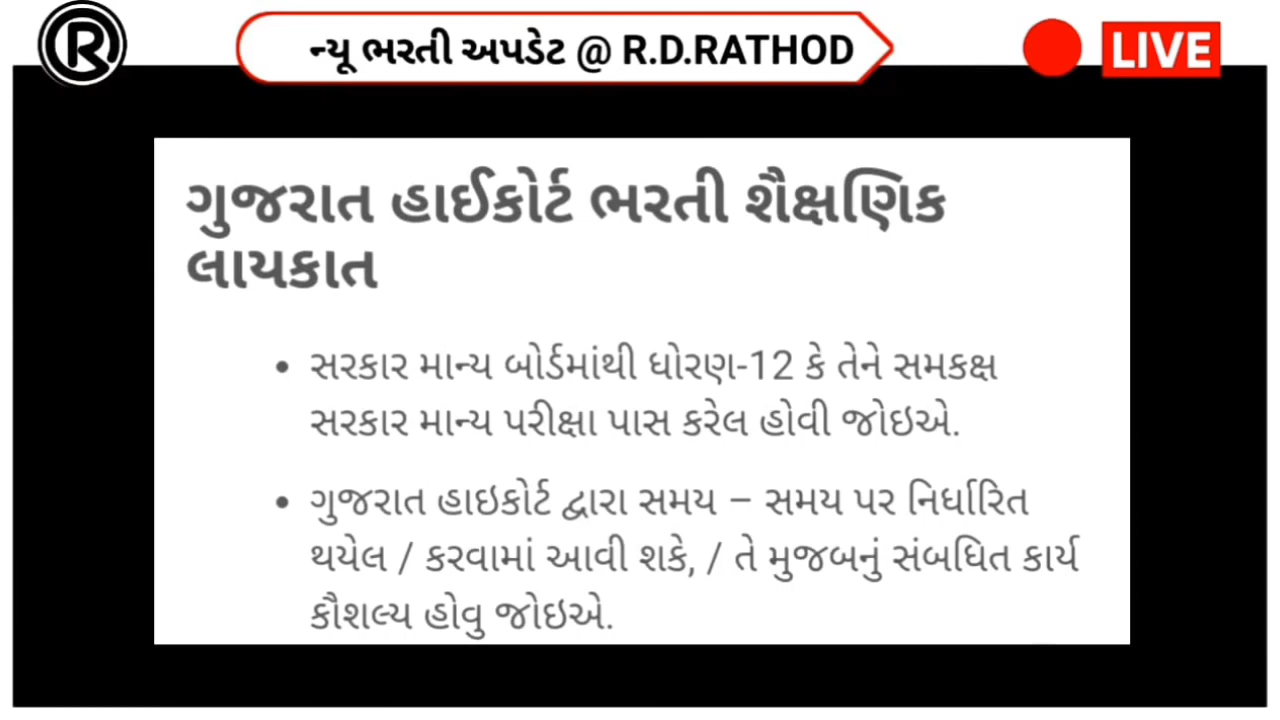 R
ન્યૂ ભરતી અપડેટ @ R.D.RATHOD
LIVE
ગુજરાત હાઈકોર્ટ ભરતી શૈક્ષણિક
લાયકાત
• સરકાર માન્ય બોર્ડમાંથી ધોરણ-12 કે તેને સમકક્ષ
સરકાર માન્ય પરીક્ષા પાસ કરેલ હોવી જોઇએ.
• ગુજરાત હાઇકોર્ટ દ્વારા સમય – સમય પર નિર્ધારિત
થયેલ / કરવામાં આવી શકે, / તે મુજબનું સંબધિત કાર્ય
કૌશલ્ય હોવુ જોઇએ.